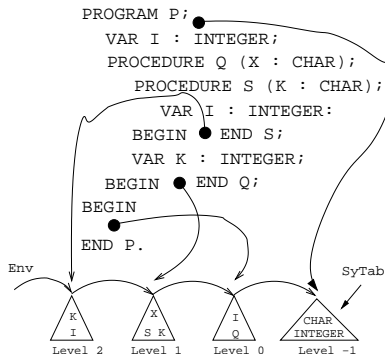 PROGRAM P;
VAR I : INTEGER;
PROCEDURE Q (X : CHAR);
PROCEDURE S (K : CHAR);
VAR I : INTEGER:
BEGIN END S;
VAR K : INTEGER;
BEGIN END Q;
BEGIN
END P.
Env
SyTab
K
I
X
S K
I
Q
CHAR
INTEGER
Level 2
Level 1
Level 0
Level -1